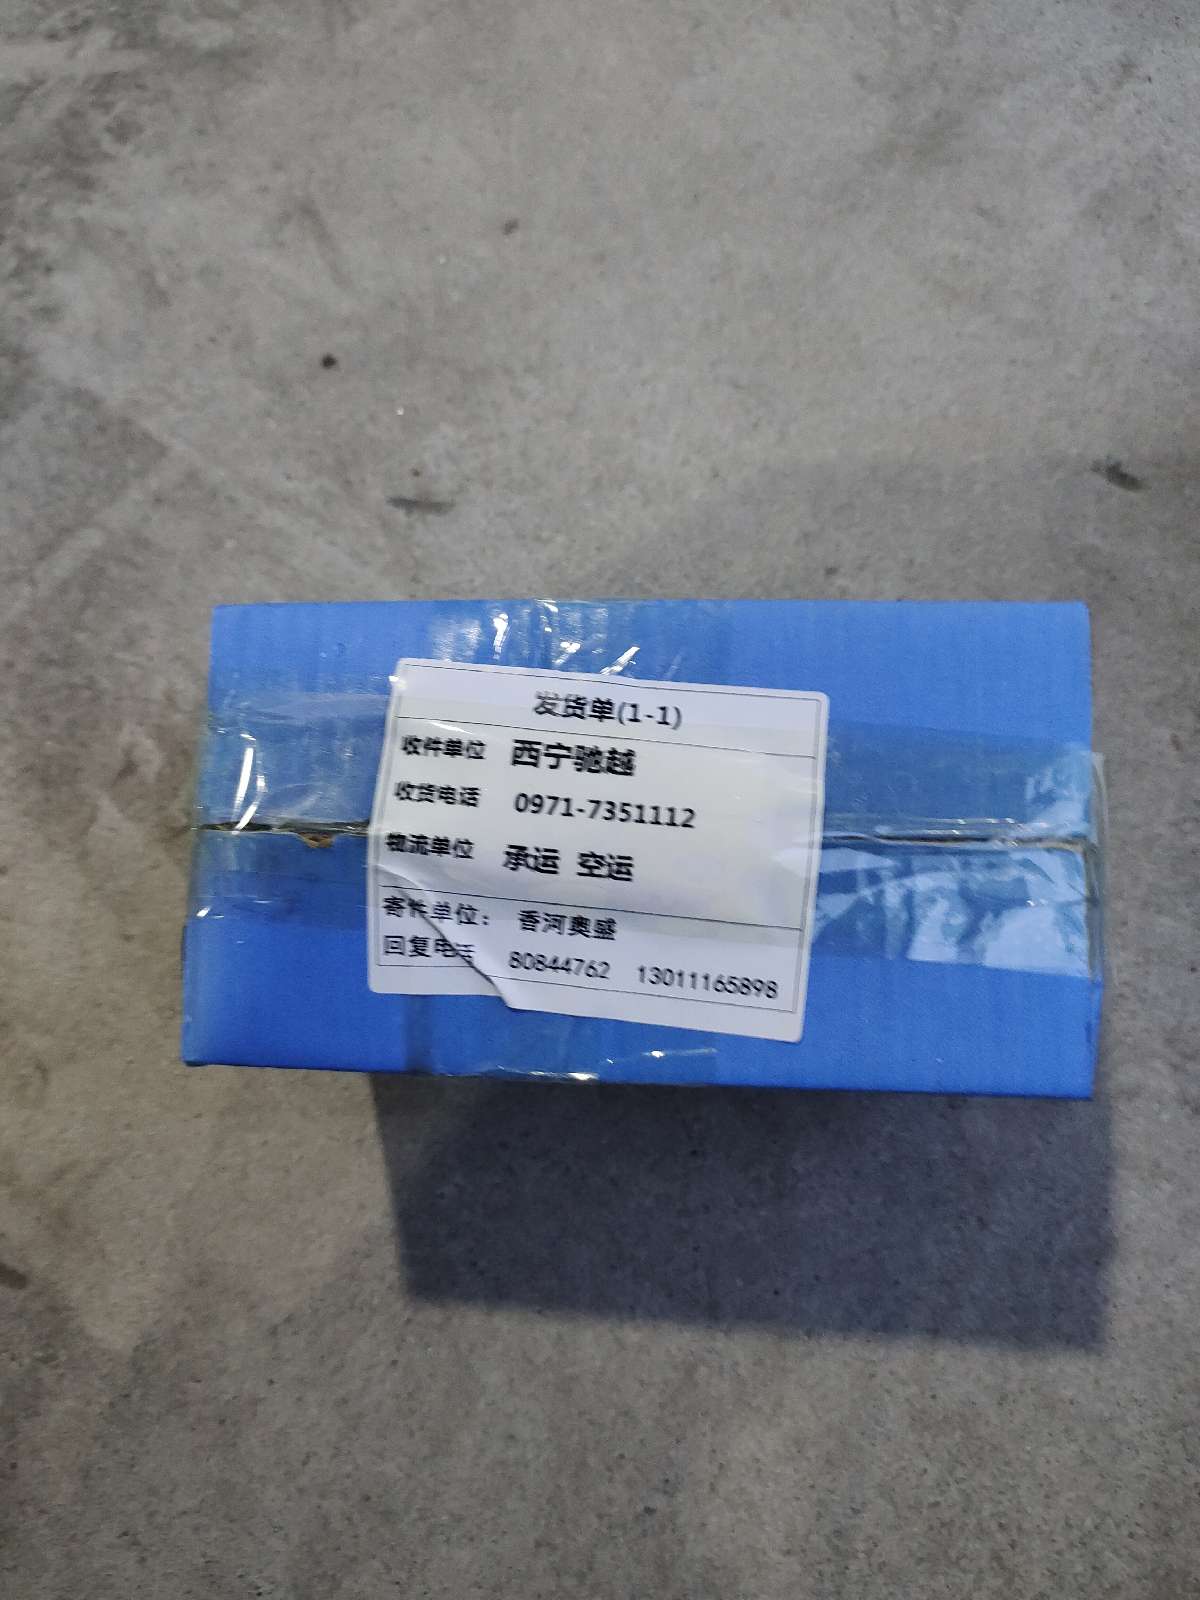 发货单(1-1)
收件单位 西宁驰越
收货电话 0971-7351112
物流单位 承运 空运
寄件单位： 香河奥盛
回复电话 80844762 13011165898